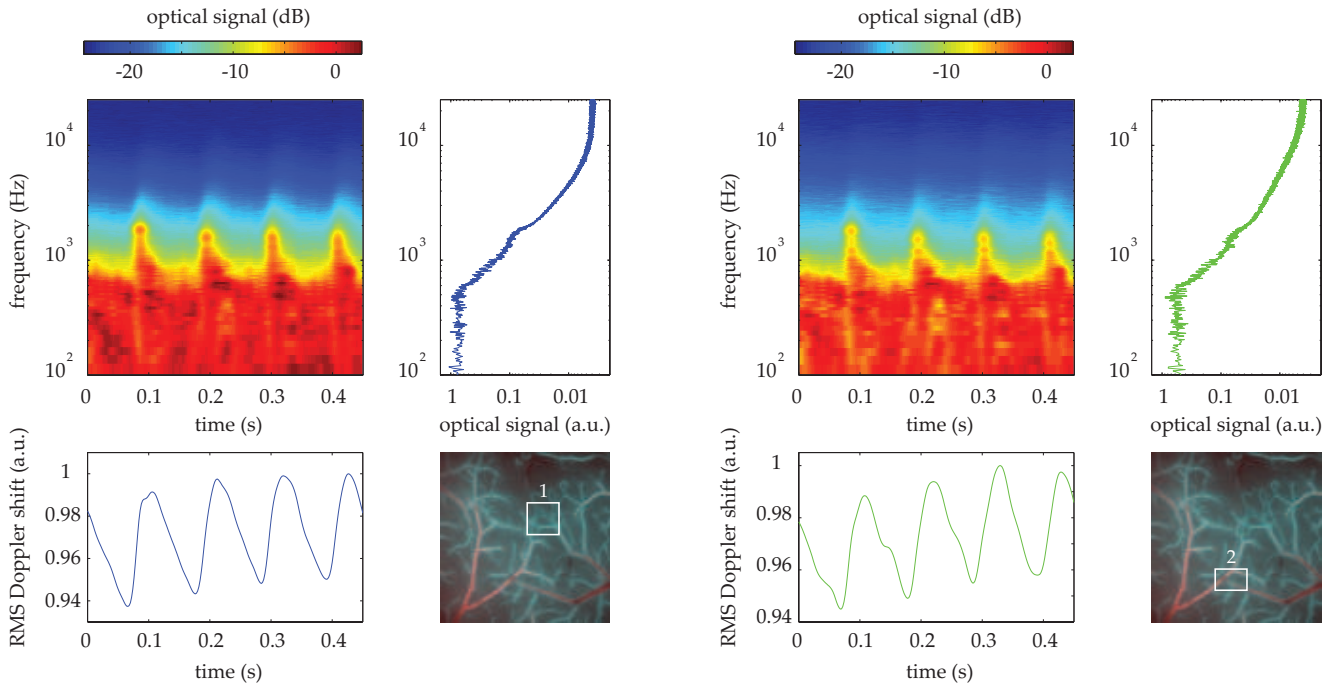 optical signal (dB)
-20 -10 0
frequency (Hz)
10^4
10^3
10^2
0 0.1 0.2 0.3 0.4
time (s)
10^4
10^3
10^2
1 0.1 0.01
optical signal (a.u.)
RMS Doppler shift (a.u.)
1
0.98
0.96
0.94
0 0.1 0.2 0.3 0.4
time (s)
1
optical signal (dB)
-20 -10 0
frequency (Hz)
10^4
10^3
10^2
0 0.1 0.2 0.3 0.4
time (s)
10^4
10^3
10^2
1 0.1 0.01
optical signal (a.u.)
RMS Doppler shift (a.u.)
1
0.98
0.96
0.94
0 0.1 0.2 0.3 0.4
time (s)
2